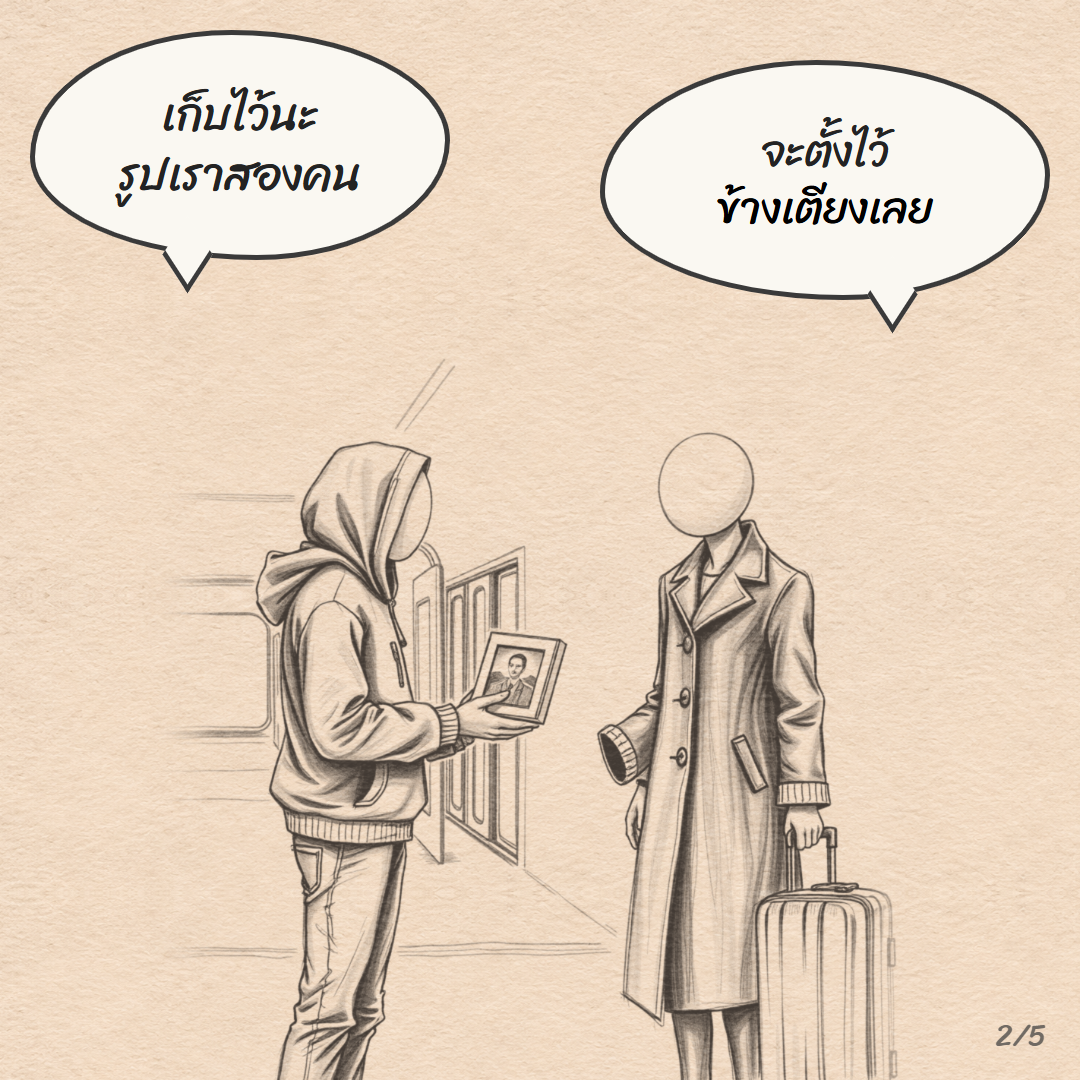 เก็บไว้นะ
รูปเราสองคน
จะตั้งไว้
ข้างเตียงเลย
2/5